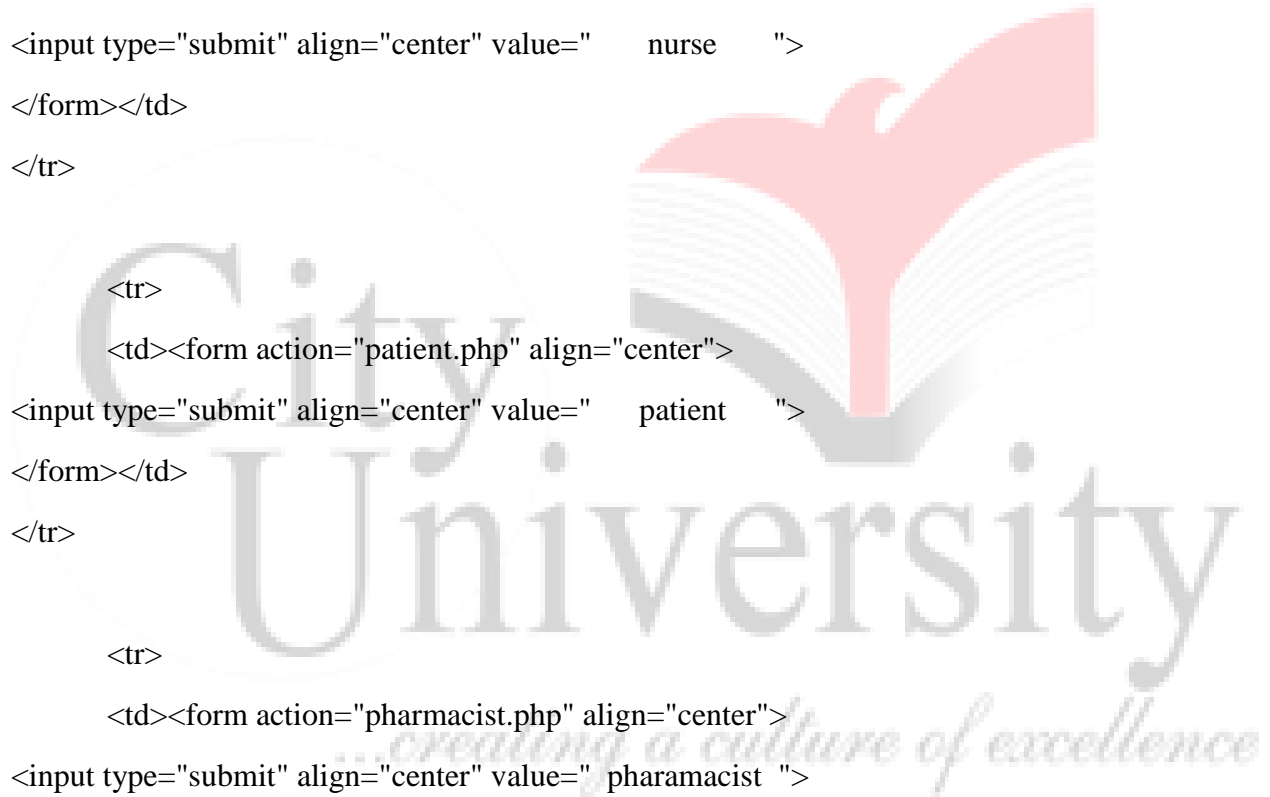 <input type="submit" align="center" value="      nurse      ">
</form></td>
</tr>
<tr>
<td><form action="patient.php" align="center">
<input type="submit" align="center" value="      patient      ">
</form></td>
</tr>
<tr>
<td><form action="pharmacist.php" align="center">
<input type="submit" align="center" value="  pharamacist  ">
City
University
...creating a culture of excellence